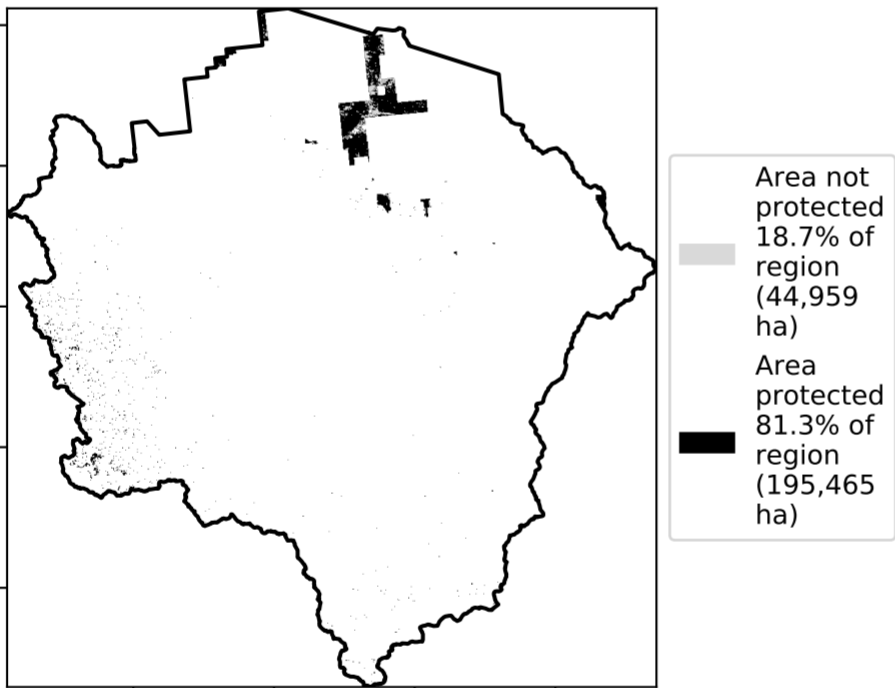 Area not
protected
18.7% of
region
(44,959
ha)
Area
protected
81.3% of
region
(195,465
ha)